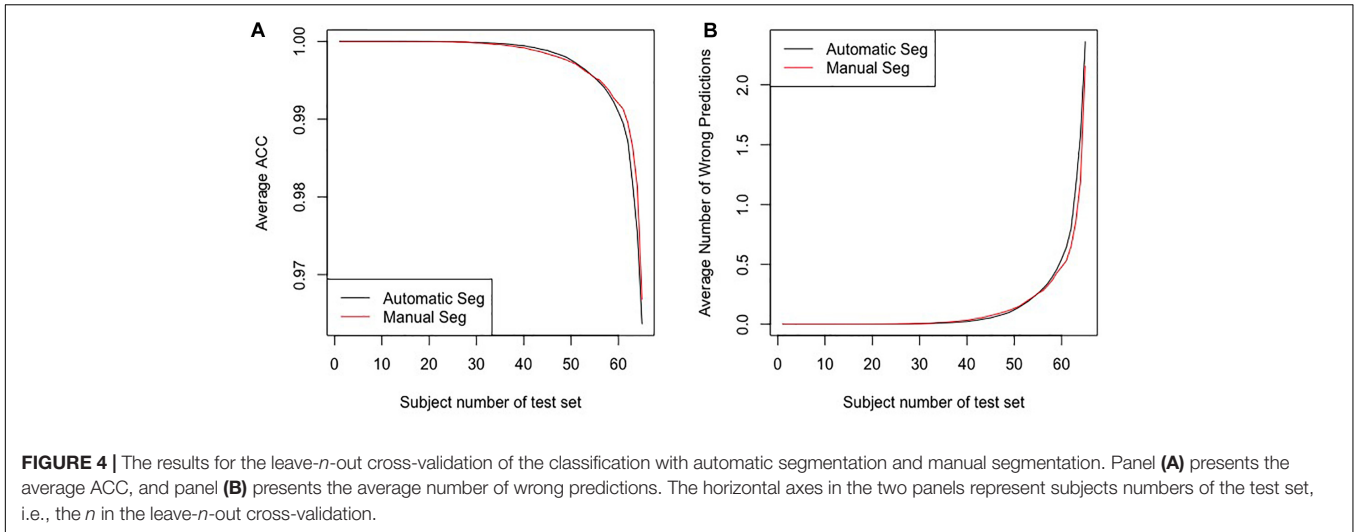 A
1.00
0.99
0.98
0.97
Average ACC
Automatic Seg
Manual Seg
0 10 20 30 40 50 60
Subject number of test set
B
2.0
1.5
1.0
0.5
0.0
Average Number of Wrong Predictions
Automatic Seg
Manual Seg
0 10 20 30 40 50 60
Subject number of test set
FIGURE 4 | The results for the leave-n-out cross-validation of the classification with automatic segmentation and manual segmentation. Panel (A) presents the
average ACC, and panel (B) presents the average number of wrong predictions. The horizontal axes in the two panels represent subjects numbers of the test set,
i.e., the n in the leave-n-out cross-validation.